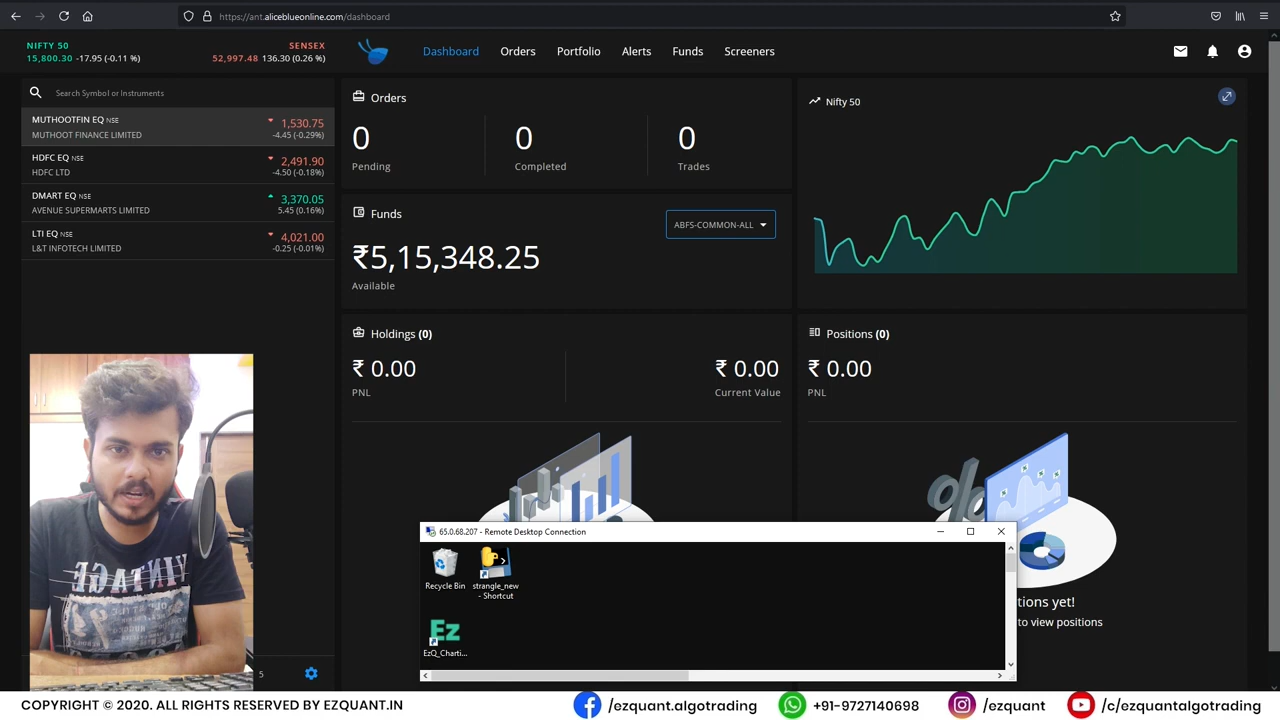 https://ant.aliceblueonline.com/dashboard
NIFTY 50
15,800.30 -17.95 (-0.11 %)
SENSEX
52,997.48 136.30 (0.26 %)
Dashboard Orders Portfolio Alerts Funds Screeners
Search Symbol or Instruments
MUTHOOTFIN EQ NSE
1,530.75
MUTHOOT FINANCE LIMITED
-4.45 (-0.29%)
HDFC EQ NSE
2,491.90
HDFC LTD
-4.50 (-0.18%)
DMART EQ NSE
3,370.05
AVENUE SUPERMARTS LIMITED
5.45 (0.16%)
LTI EQ NSE
4,021.00
L&T INFOTECH LIMITED
-0.25 (-0.01%)
5
Orders
0 0 0
Pending Completed Trades
Funds
ABFS-COMMON-ALL
₹5,15,348.25
Available
Nifty 50
Holdings (0)
₹ 0.00 ₹ 0.00
PNL Current Value
Positions (0)
₹ 0.00
PNL
tions yet!
to view positions
65.0.68.207 - Remote Desktop Connection
Recycle Bin
strangle_new
- Shortcut
Ez
EzQ_Charti...
VINTAGE
COPYRIGHT © 2020. ALL RIGHTS RESERVED BY EZQUANT.IN
/ezquant.algotrading
+91-9727140698
/ezquant
/c/ezquantalgotrading